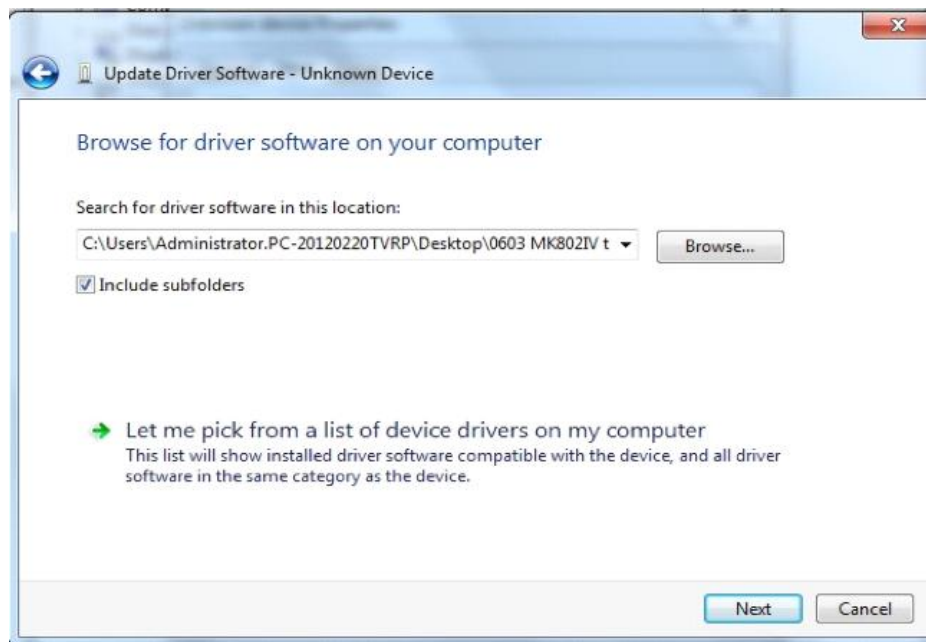 Update Driver Software - Unknown Device
Browse for driver software on your computer
Search for driver software in this location:
C:\Users\Administrator.PC-20120220TVRP\Desktop\0603 MK802IV t
Browse...
Include subfolders
Let me pick from a list of device drivers on my computer
This list will show installed driver software compatible with the device, and all driver
software in the same category as the device.
Next
Cancel